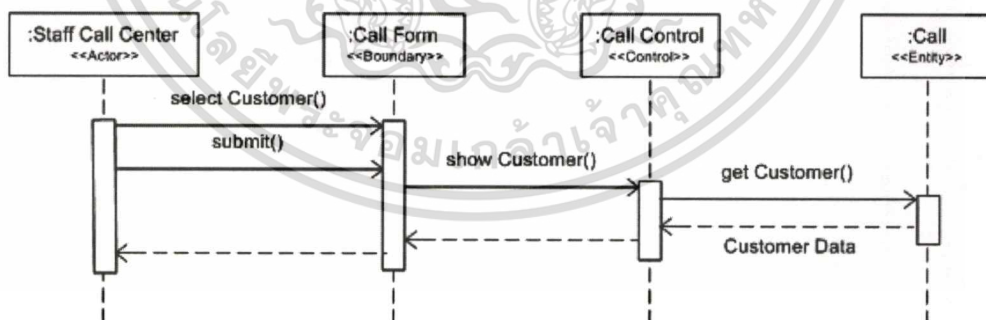 :Staff Call Center
<<Actor>>
:Call Form
<<Boundary>>
:Call Control
<<Control>>
:Call
<<Entity>>
select Customer()
submit()
show Customer()
get Customer()
Customer Data